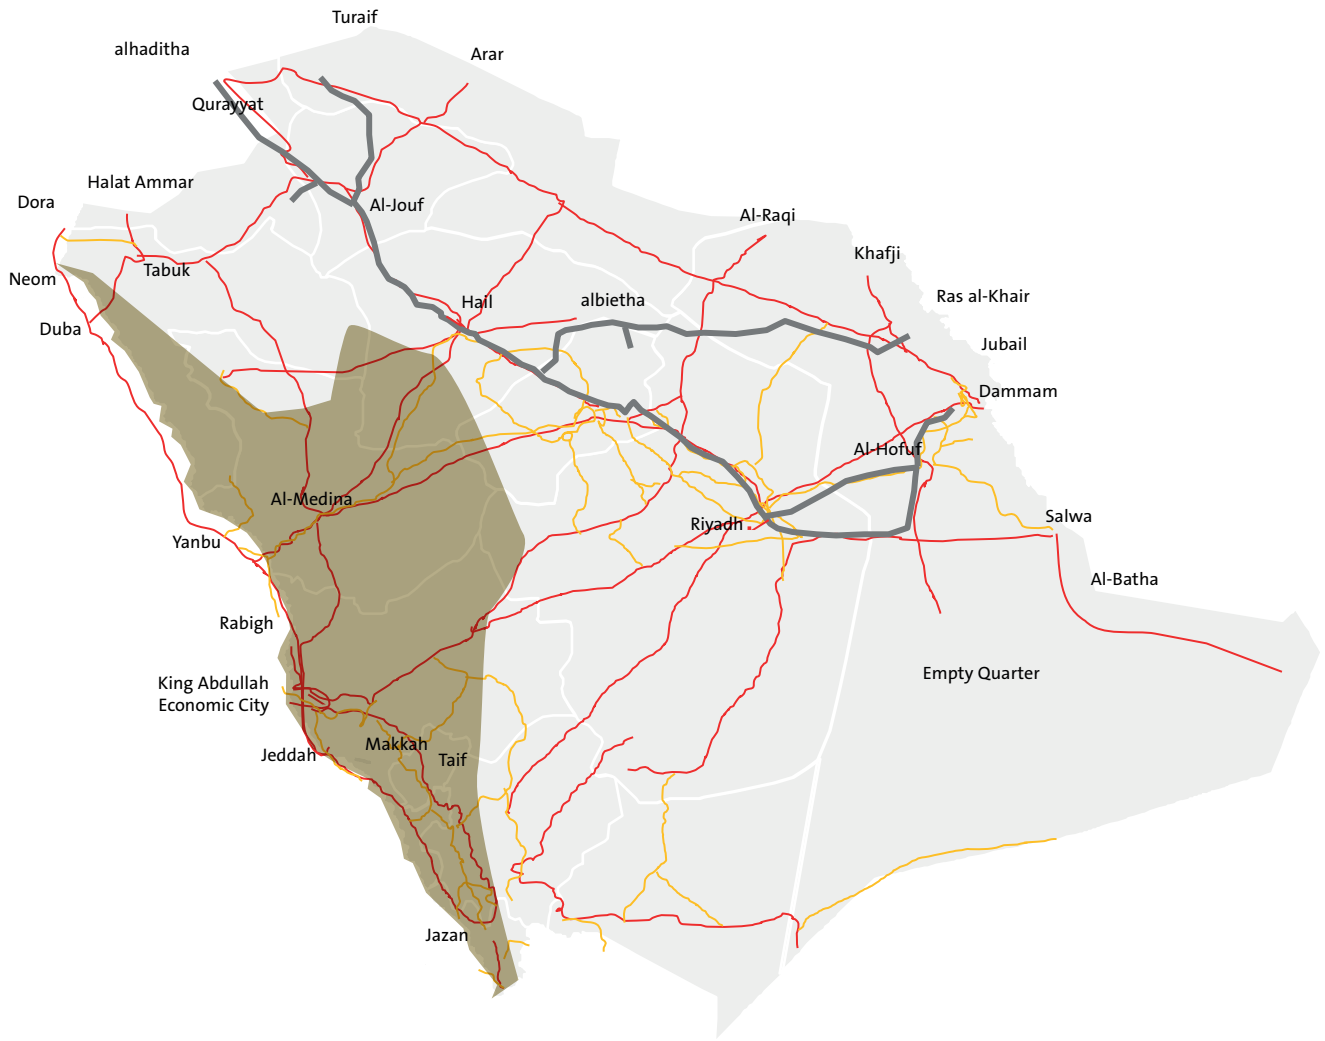 Turaif
alhaditha
Arar
Qurayyat
Halat Ammar
Dora
Al-Jouf
Al-Raqi
Khafji
Tabuk
Neom
Ras al-Khair
Hail
albietha
Duba
Jubail
Dammam
Al-Hofuf
Al-Medina
Riyadh
Salwa
Yanbu
Al-Batha
Rabigh
Empty Quarter
King Abdullah
Economic City
Makkah
Jeddah
Taif
Jazan